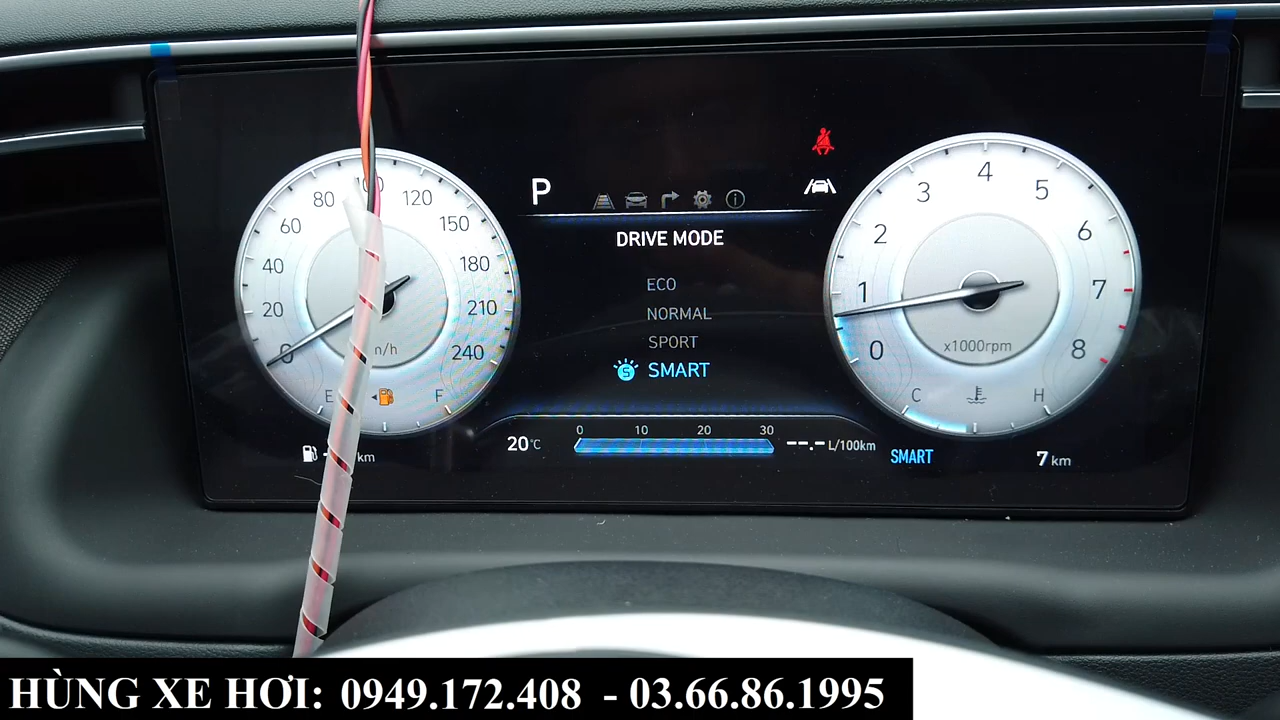 P
DRIVE MODE
ECO
NORMAL
SPORT
SMART
0 20 40 60 80 100 120 150 180 210 240
E F
km
20°C
0 10 20 30
--.- L/100km
0 1 2 3 4 5 6 7 8
x1000rpm
C H
SMART
7 km
HÙNG XE HƠI: 0949.172.408 - 03.66.86.1995